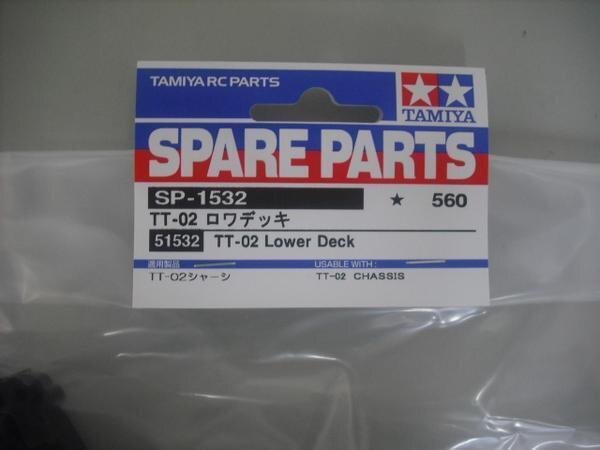 TAMIYA RC PARTS
TAMIYA
SPARE PARTS
SP-1532 ★ 560
TT-02 ロワデッキ
51532 TT-02 Lower Deck
適用製品 USABLE WITH :
TT-02シャーシ TT-02 CHASSIS